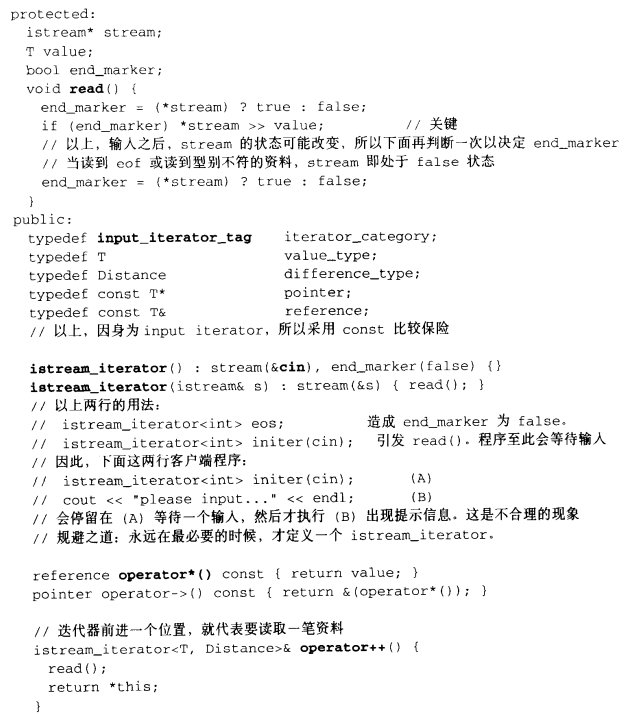 protected:
  istream* stream;
  T value;
  bool end_marker;
  void read() {
    end_marker = (*stream) ? true : false;
    if (end_marker) *stream >> value;          // 关键
    // 以上，输入之后，stream 的状态可能改变，所以下面再判断一次以决定 end_marker
    // 当读到 eof 或读到型别不符的资料，stream 即处于 false 状态
    end_marker = (*stream) ? true : false;
  }
public:
  typedef input_iterator_tag    iterator_category;
  typedef T                     value_type;
  typedef Distance              difference_type;
  typedef const T*              pointer;
  typedef const T&              reference;
  // 以上，因身为 input iterator，所以采用 const 比较保险

  istream_iterator() : stream(&cin), end_marker(false) {}
  istream_iterator(istream& s) : stream(&s) { read(); }
  // 以上两行的用法：
  //  istream_iterator<int> eos;          造成 end_marker 为 false。
  //  istream_iterator<int> initer(cin);   引发 read()。程序至此会等待输入
  // 因此，下面这两行客户端程序：
  //  istream_iterator<int> initer(cin);       (A)
  //  cout << "please input..." << endl;       (B)
  // 会停留在 (A) 等待一个输入，然后才执行 (B) 出现提示信息。这是不合理的现象
  // 规避之道：永远在最必要的时候，才定义一个 istream_iterator。

  reference operator*() const { return value; }
  pointer operator->() const { return &(operator*()); }

  // 迭代器前进一个位置，就代表要读取一笔资料
  istream_iterator<T, Distance>& operator++() {
    read();
    return *this;
  }